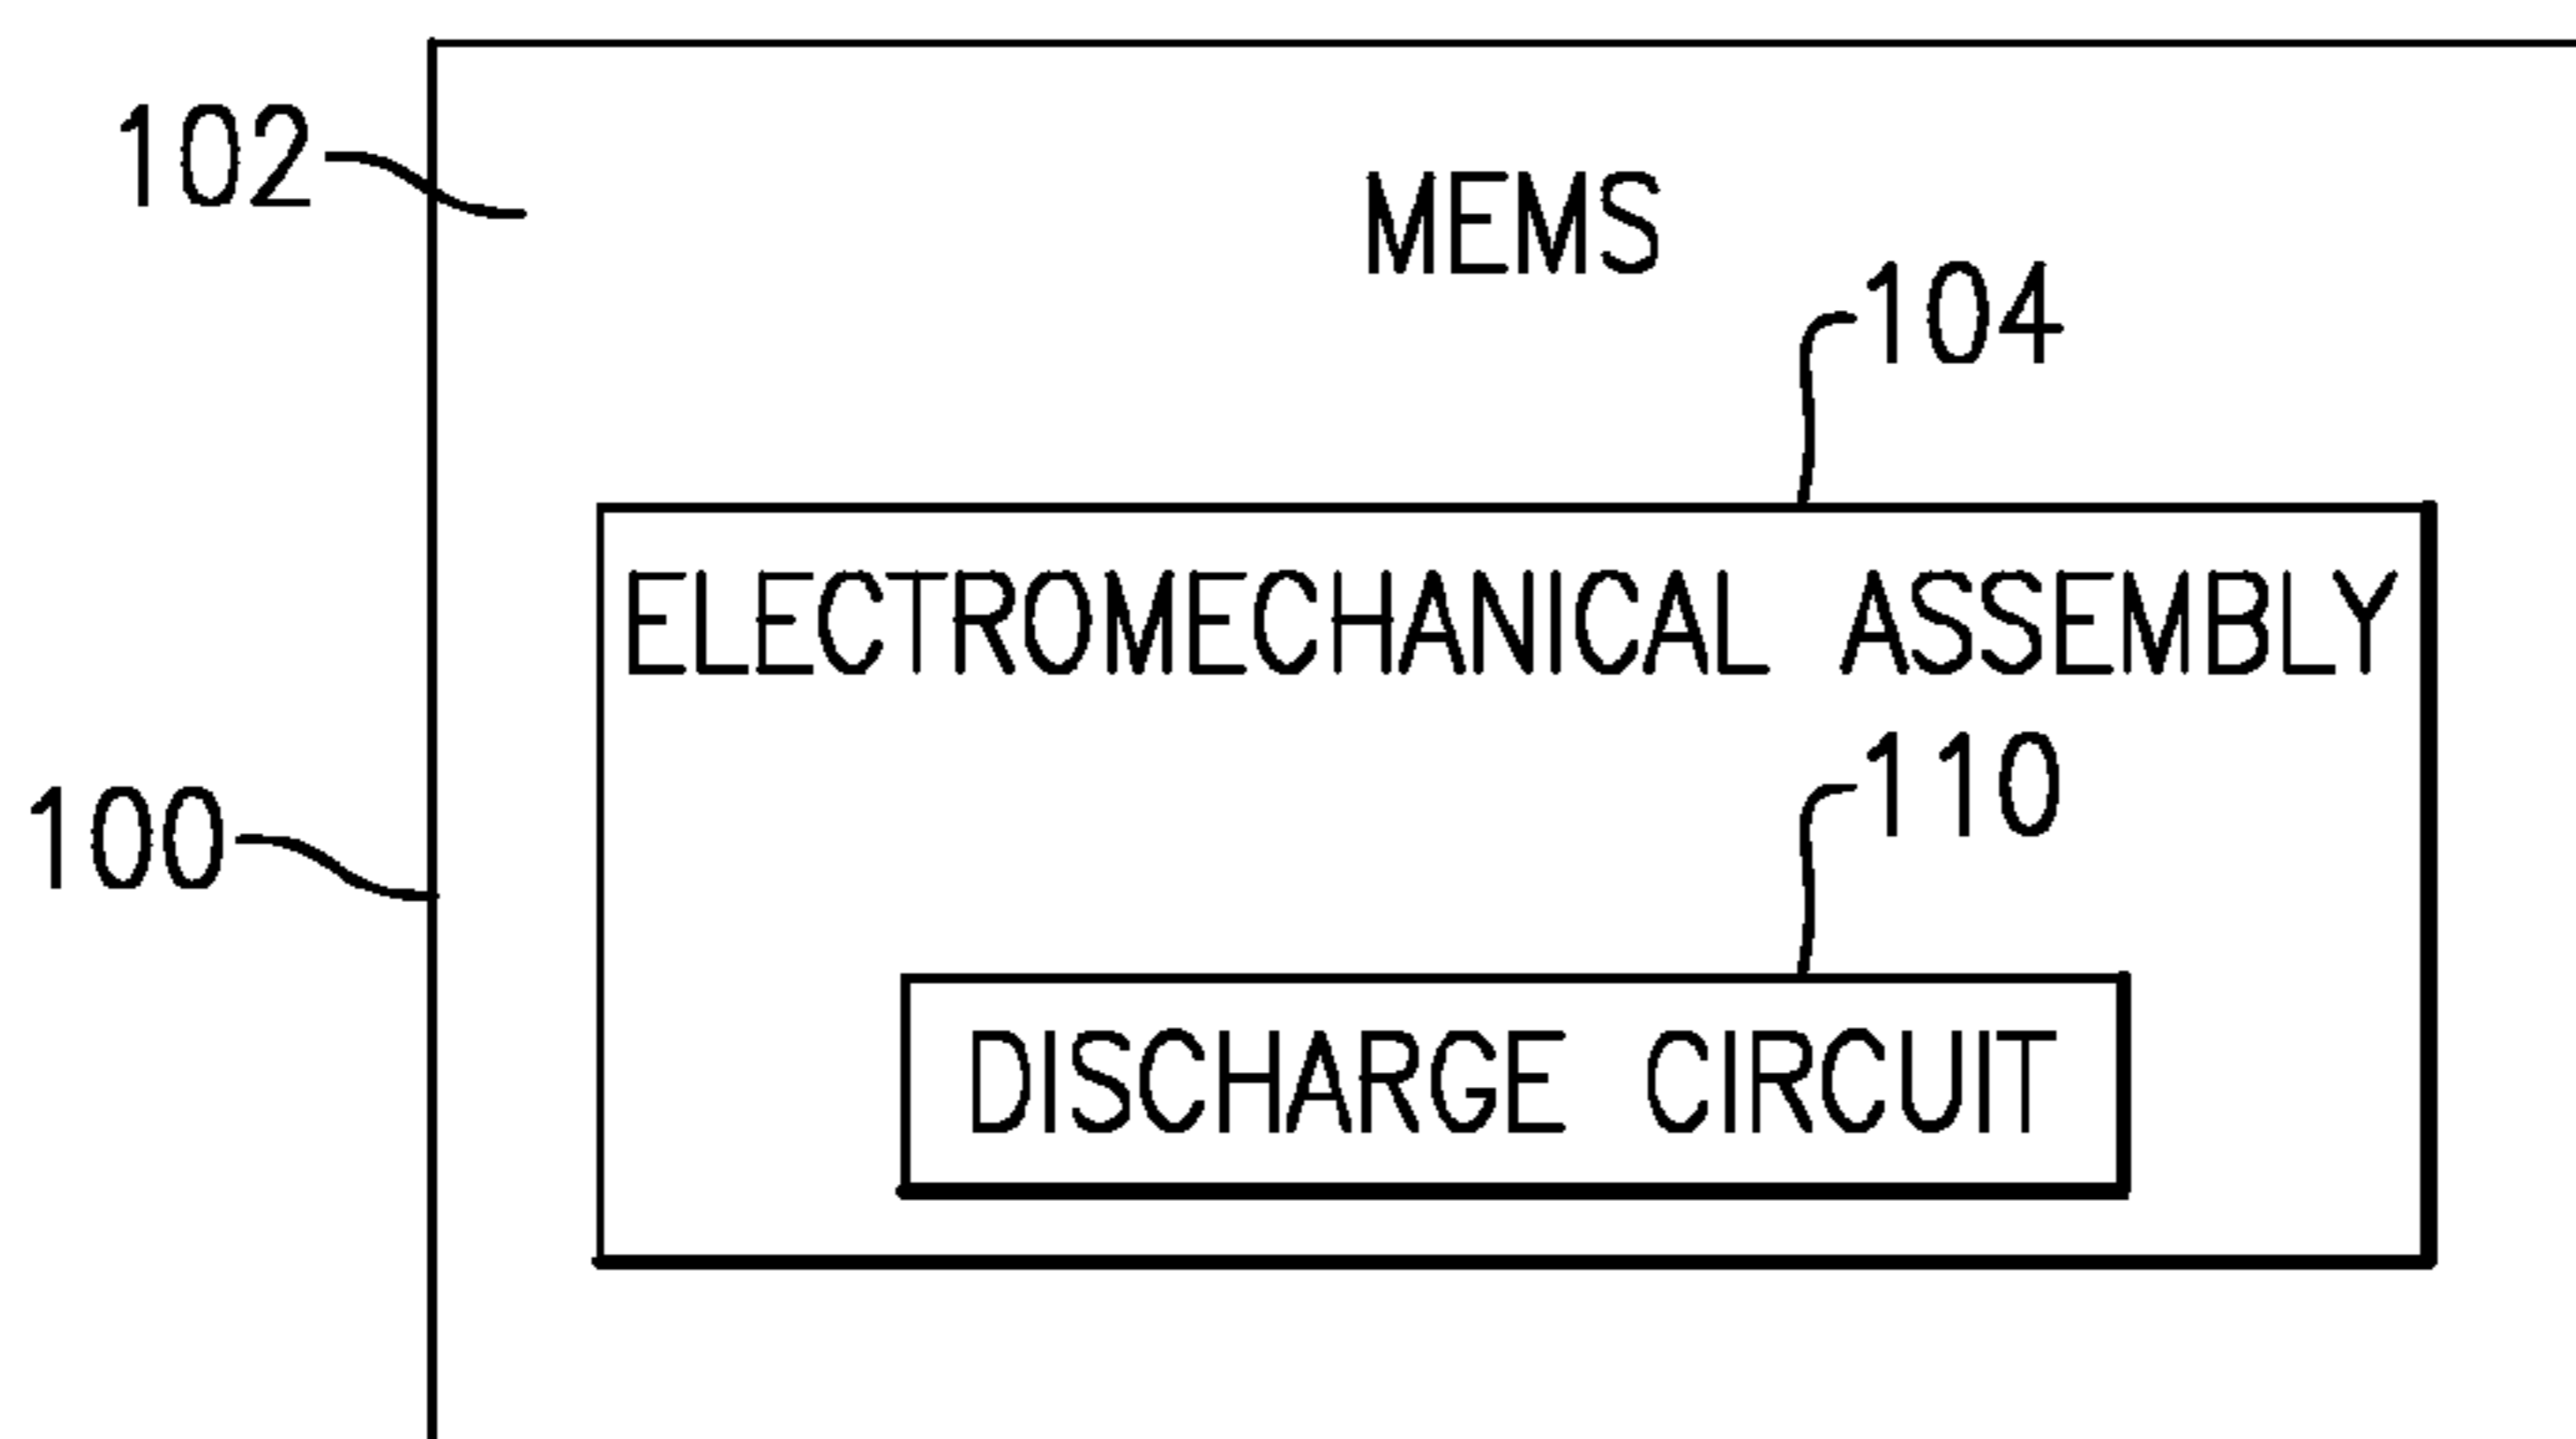 102
MEMS
104
ELECTROMECHANICAL ASSEMBLY
110
100
DISCHARGE CIRCUIT